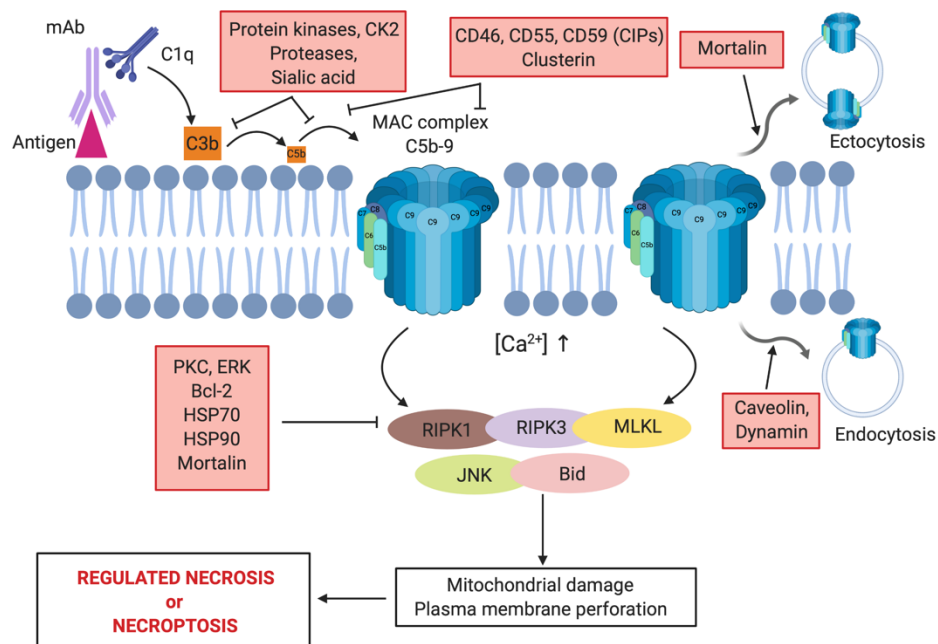 mAb
C1q
Antigen
C3b
C5b
Protein kinases, CK2
Proteases,
Sialic acid
CD46, CD55, CD59 (CIPs)
Clusterin
Mortalin
MAC complex
C5b-9
Ectocytosis
C7
C8
C6
C5b
C9
C9
C9
C9
C9
C7
C8
C6
C5b
C9
C9
C9
C9
C9
[Ca²⁺] ↑
PKC, ERK
Bcl-2
HSP70
HSP90
Mortalin
RIPK1
RIPK3
MLKL
JNK
Bid
Caveolin,
Dynamin
Endocytosis
Mitochondrial damage
Plasma membrane perforation
REGULATED NECROSIS
or
NECROPTOSIS